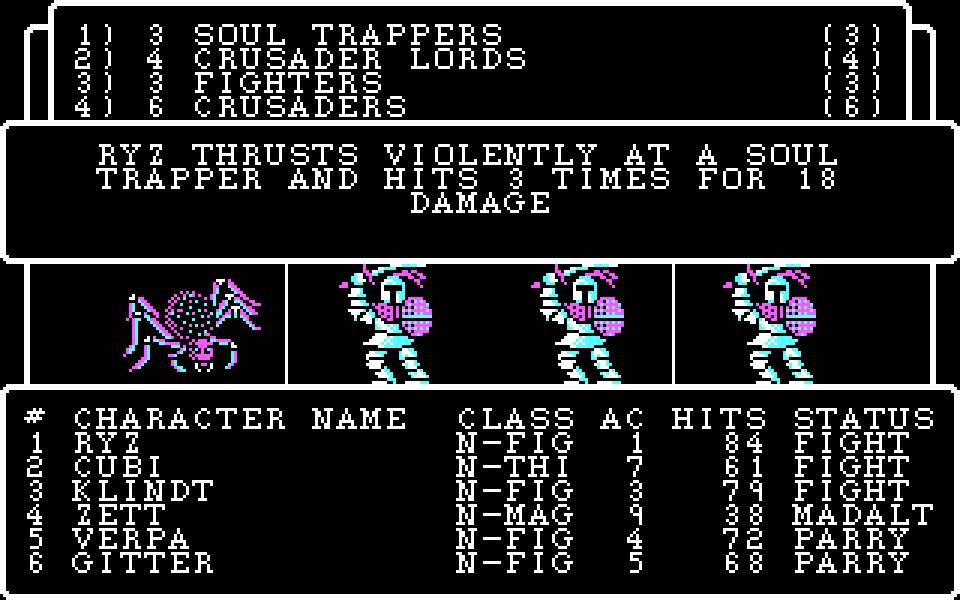 1) 3 SOUL TRAPPERS (3)
2) 4 CRUSADER LORDS (4)
3) 3 FIGHTERS (3)
4) 6 CRUSADERS (6)
RYZ THRUSTS VIOLENTLY AT A SOUL
TRAPPER AND HITS 3 TIMES FOR 18
DAMAGE
# CHARACTER NAME CLASS AC HITS STATUS
1 RYZ N-FIG 1 84 FIGHT
2 CUBI N-THI 7 61 FIGHT
3 KLINDT N-FIG 3 79 FIGHT
4 ZETT N-MAG 9 38 MADALT
5 VERPA N-FIG 4 72 PARRY
6 GITTER N-FIG 5 68 PARRY